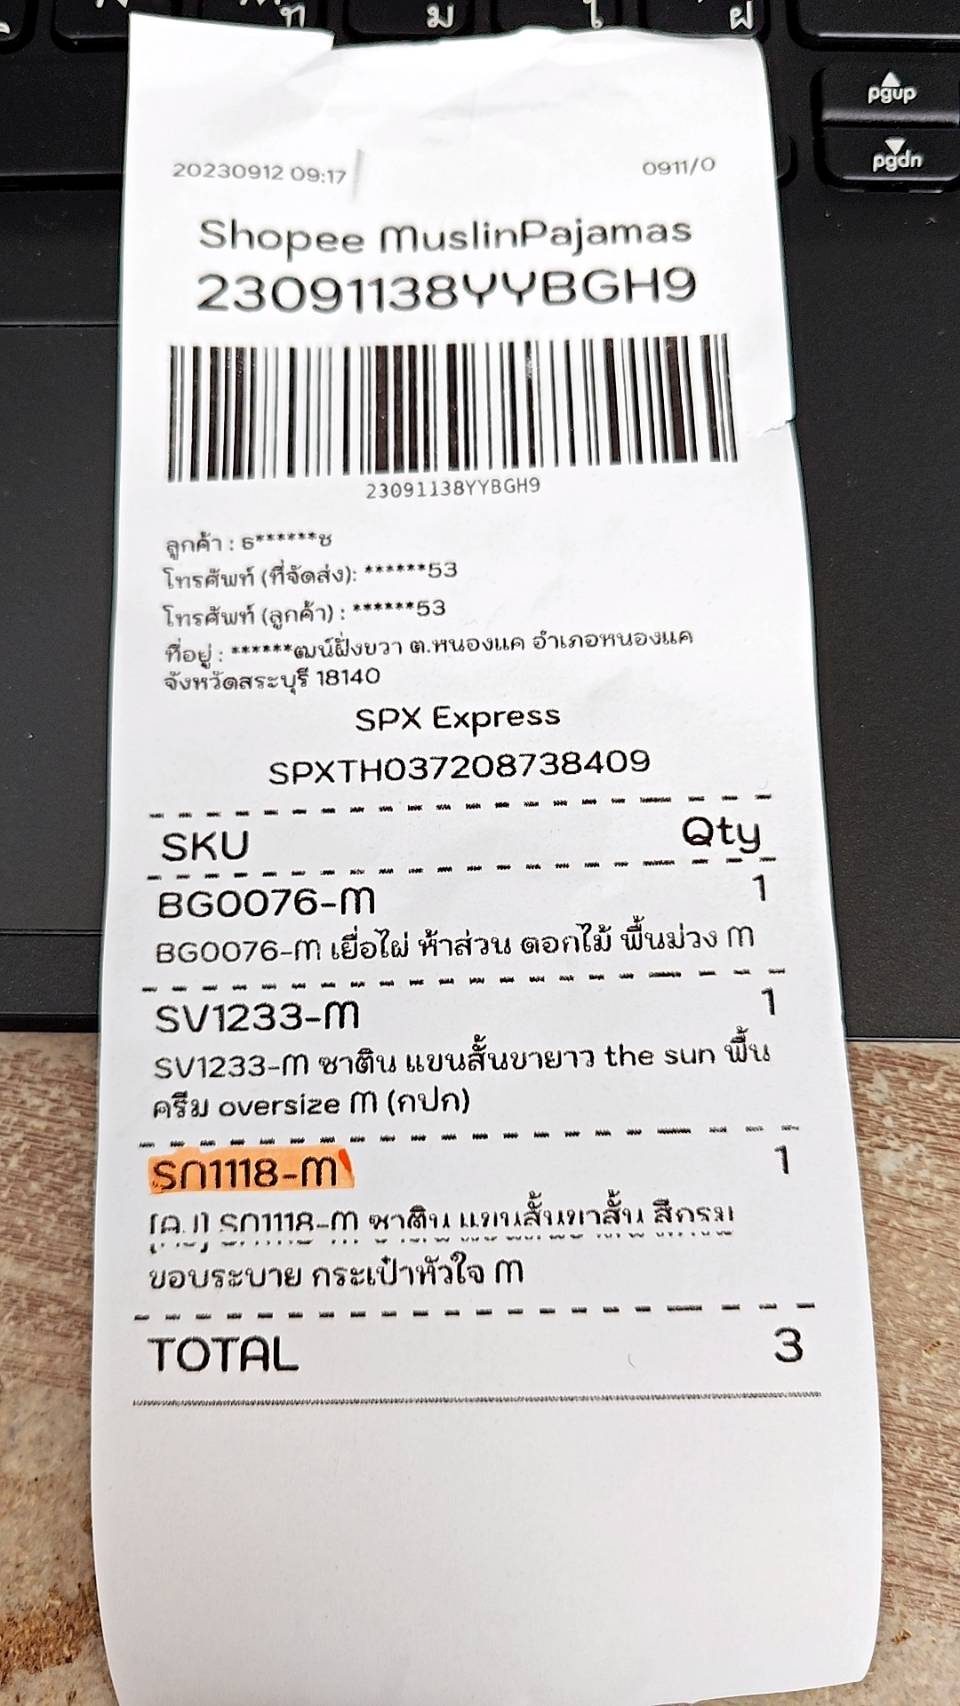 ท
ม
ใ
ฝ
pgup
pgdn
20230912 09:17 0911/0
Shopee MuslinPajamas
23091138YYBGH9
23091138YYBGH9
ลูกค้า : ธ******ช
โทรศัพท์ (ที่จัดส่ง): ******53
โทรศัพท์ (ลูกค้า) : ******53
ที่อยู่ : ******ฒน์ฝั่งขวา ต.หนองแค อำเภอหนองแค
จังหวัดสระบุรี 18140
SPX Express
SPXTH037208738409
SKU Qty
BG0076-M 1
BG0076-M เยื่อไผ่ ห้าส่วน ดอกไม้ พื้นม่วง M
SV1233-M 1
SV1233-M ซาติน แขนสั้นขายาว the sun พื้น
ครีม oversize M (กปก)
SA1118-M 1
SA1118-M ซาติน แขนสั้นขาสั้น สีกรม
ขอบระบาย กระเป๋าหัวใจ M
TOTAL 3